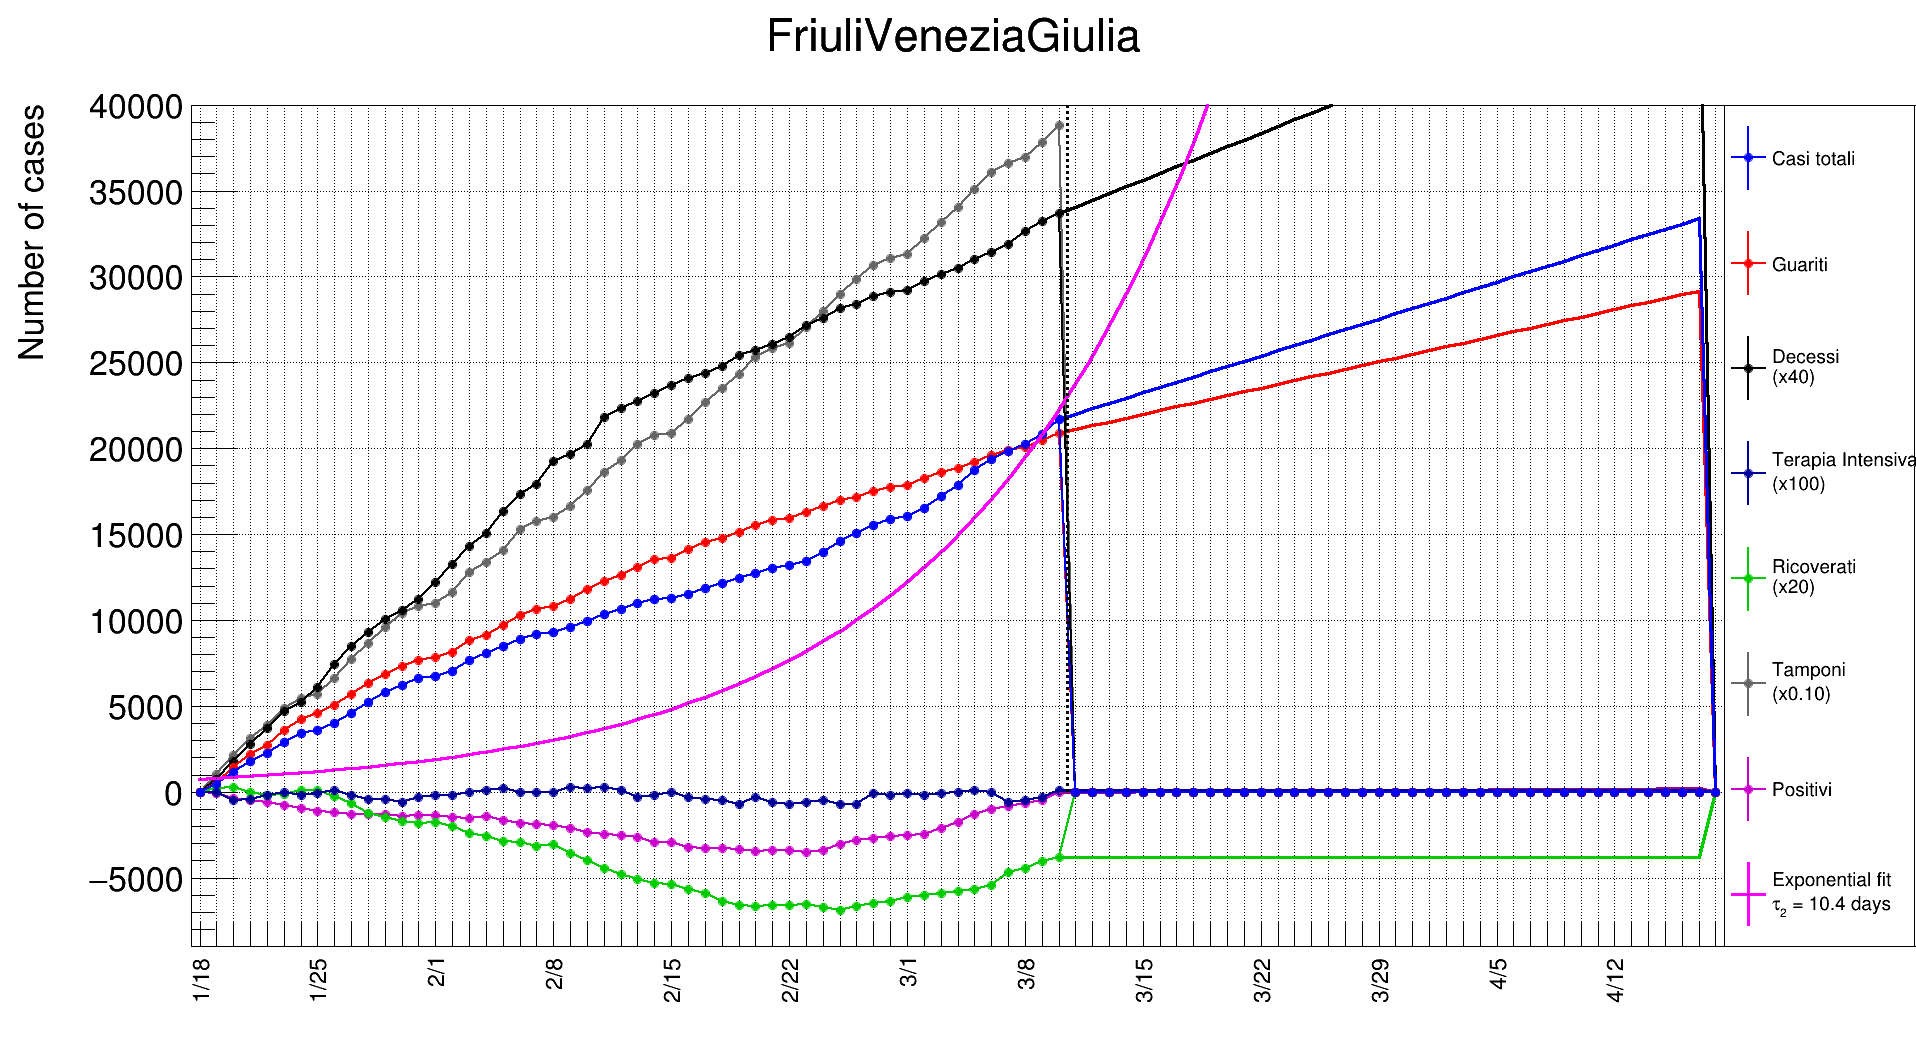 FriuliVeneziaGiulia
Number of cases
40000
35000
30000
25000
20000
15000
10000
5000
0
−5000
1/18
1/25
2/1
2/8
2/15
2/22
3/1
3/8
3/15
3/22
3/29
4/5
4/12
Casi totali
Guariti
Decessi
(x40)
Terapia Intensiva
(x100)
Ricoverati
(x20)
Tamponi
(x0.10)
Positivi
Exponential fit
τ2 = 10.4 days